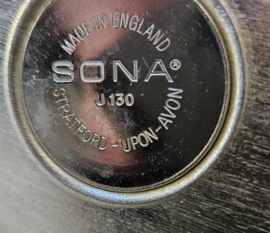 MADE IN ENGLAND
SONA®
J 130
STRATFORD-UPON-AVON